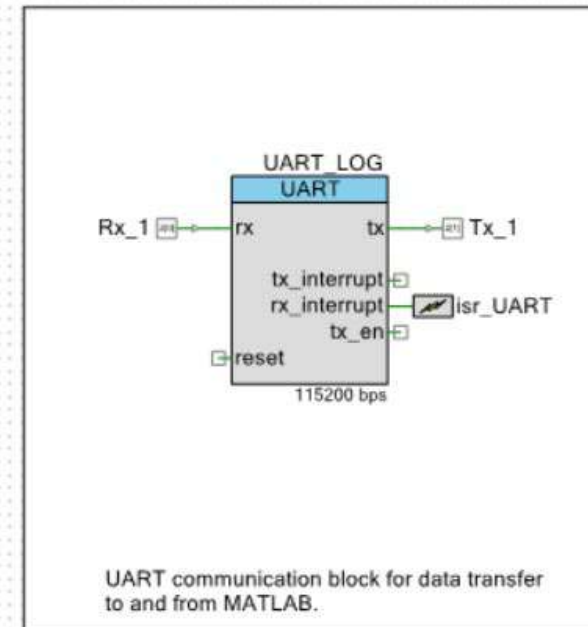 UART_LOG
UART
Rx_1
rx
tx
Tx_1
tx_interrupt
rx_interrupt
isr_UART
tx_en
reset
115200 bps
UART communication block for data transfer
to and from MATLAB.